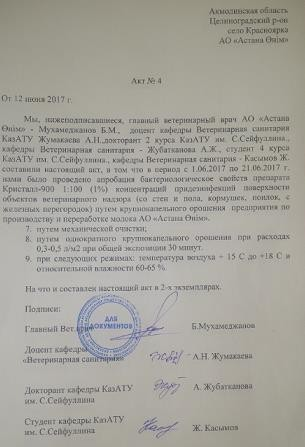 Акмолинская область
Целиноградский р-он
село Красноярка
АО «Астана Өнім»
Акт № 4
От 12 июня 2017 г.
Мы, нижеподписавшиеся, главный ветеринарный врач АО «Астана
Өнім» - Мухамеджанов Б.М., доцент кафедры Ветеринарная санитария
КазАТУ Жумакаева А.Н.,докторант 2 курса КазАТУ им. С.Сейфуллина.,
кафедры Ветеринарная санитария - Жубатканова А.Ж., студент 4 курса
КазАТУ им. С.Сейфуллина., кафедры Ветеринарная санитария - Касымов Ж.
составили настоящий акт, в том что в период с 1.06.2017 по 21.06.2017 г.
нами было проведено апробация бактериологическое свойств препарата
Кристалл-900 1:100 (1%) концентраций придезинфекций поверхности
объектов ветеринарного надзора (со стен и пола, кормушек, поилок, с
железных перегородок) путем крупнокапельного орошения предприятия по
производству и переработке молока АО «Астана Өнім».
7. путем механической очистки;
8. путем однократного крупнокапельного орошения при расходах
0,3-0,5 л/м2 при общей экспозиции 30 минут.
9. при следующих режимах: температура воздуха + 15 С до +18 С и
относительной влажности 60-65 %.
На что и составлен настоящий акт в 2-х экземплярах.
Подписи:
Главный Вет.врач Б.Мухамеджанов
ДЛЯ ДОКУМЕНТОВ
Доцент кафедры
«Ветеринарная санитария» А.Н. Жумакаева
Докторант кафедры КазАТУ А. Жубатканова
им. С.Сейфуллина
Студент кафедры КазАТУ
им. С.Сейфуллина Ж. Касымов